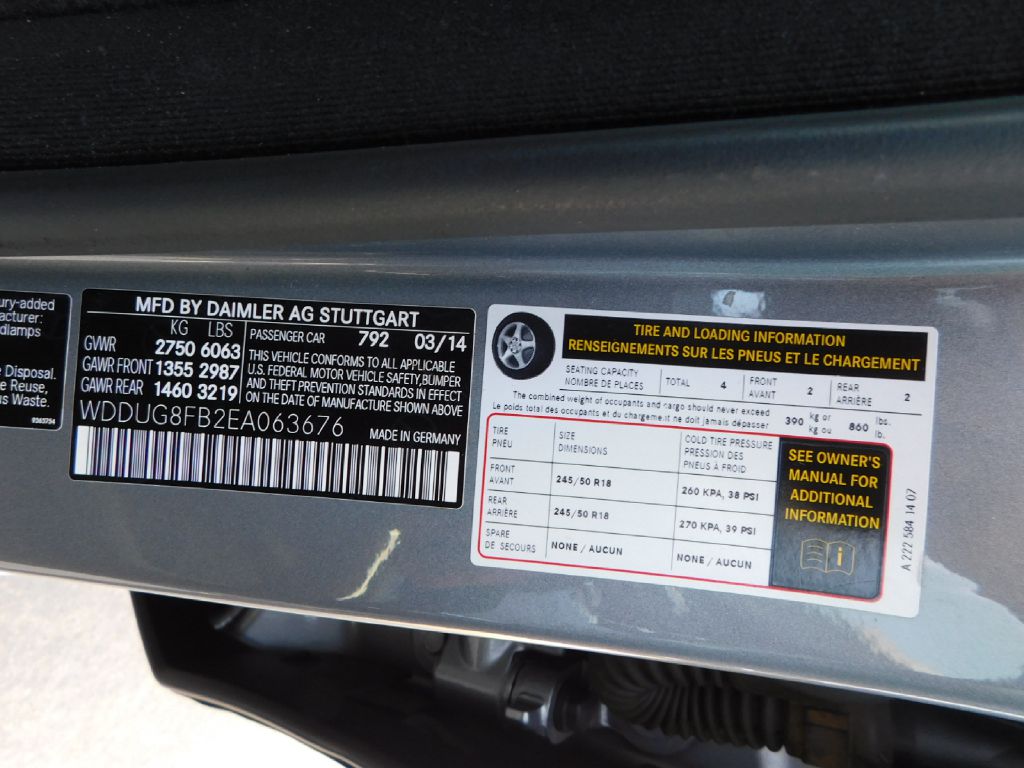 ury-added
acturer:
dlamps
e Disposal.
e Reuse,
us Waste.
MFD BY DAIMLER AG STUTTGART
KG LBS
GVWR 2750 6063
GAWR FRONT 1355 2987
GAWR REAR 1460 3219
PASSENGER CAR 792 03/14
THIS VEHICLE CONFORMS TO ALL APPLICABLE
U.S. FEDERAL MOTOR VEHICLE SAFETY, BUMPER
AND THEFT PREVENTION STANDARDS IN EFFECT
ON THE DATE OF MANUFACTURE SHOWN ABOVE
WDDUG8FB2EA063676
MADE IN GERMANY
TIRE AND LOADING INFORMATION
RENSEIGNEMENTS SUR LES PNEUS ET LE CHARGEMENT
SEATING CAPACITY
NOMBRE DE PLACES
TOTAL 4
FRONT
AVANT
2
REAR
ARRIÈRE
2
The combined weight of occupants and cargo should never exceed
Le poids total des occupants et du chargement ne doit jamais dépasser
390 kg or
kg ou
860 lbs.
lb.
TIRE
PNEU
SIZE
DIMENSIONS
COLD TIRE PRESSURE
PRESSION DES
PNEUS À FROID
FRONT
AVANT
245/50 R18
260 KPA, 38 PSI
REAR
ARRIÈRE
245/50 R18
270 KPA, 39 PSI
SPARE
DE SECOURS
NONE / AUCUN
NONE / AUCUN
SEE OWNER'S
MANUAL FOR
ADDITIONAL
INFORMATION
i
A 222 584 14 07